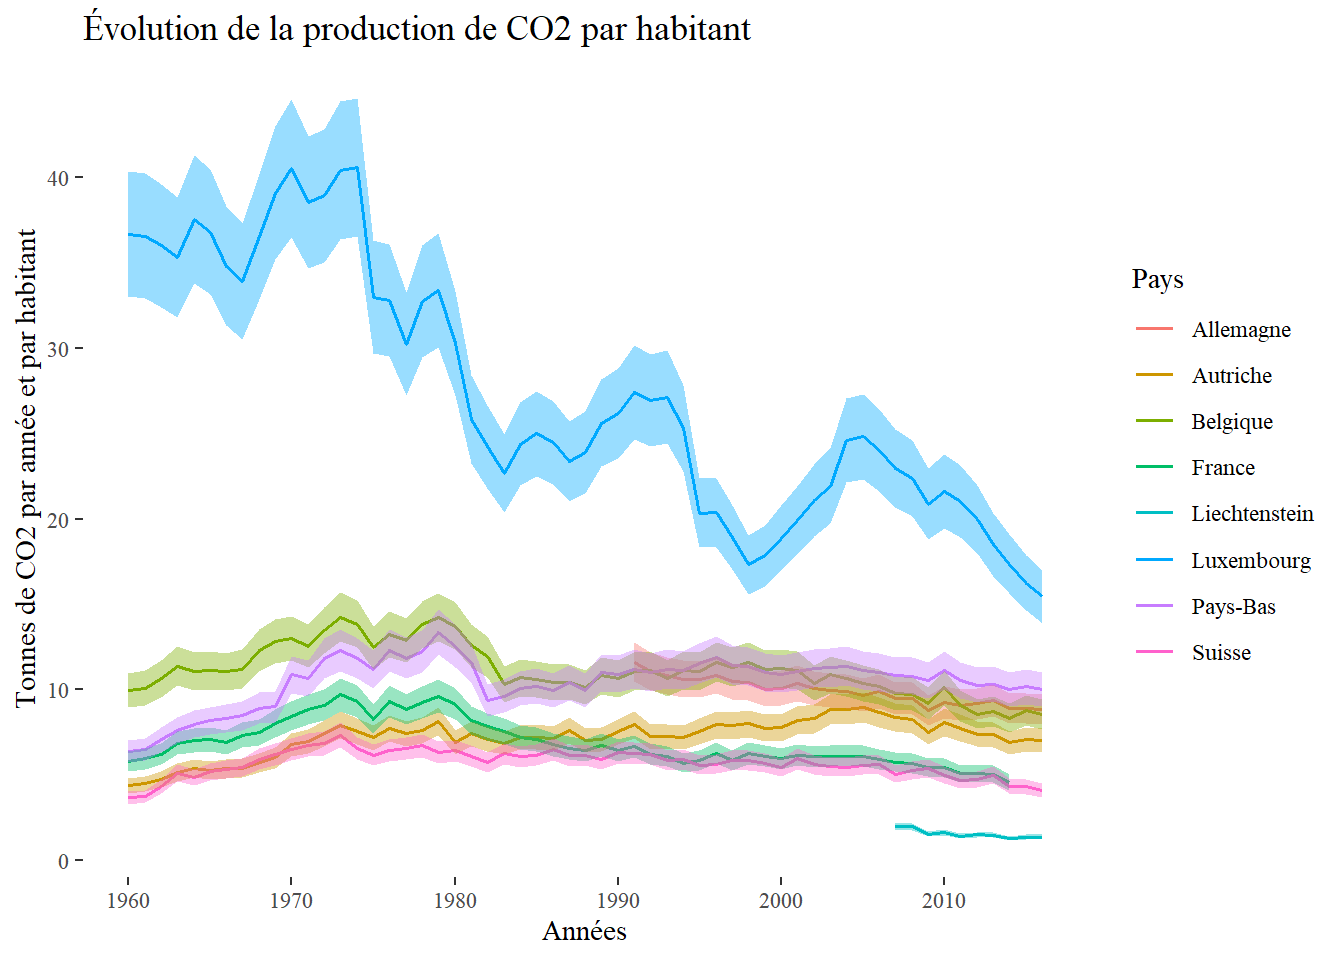 Évolution de la production de CO2 par habitant
Tonnes de CO2 par année et par habitant
40
30
20
10
0
1960
1970
1980
1990
2000
2010
Années
Pays
Allemagne
Autriche
Belgique
France
Liechtenstein
Luxembourg
Pays-Bas
Suisse